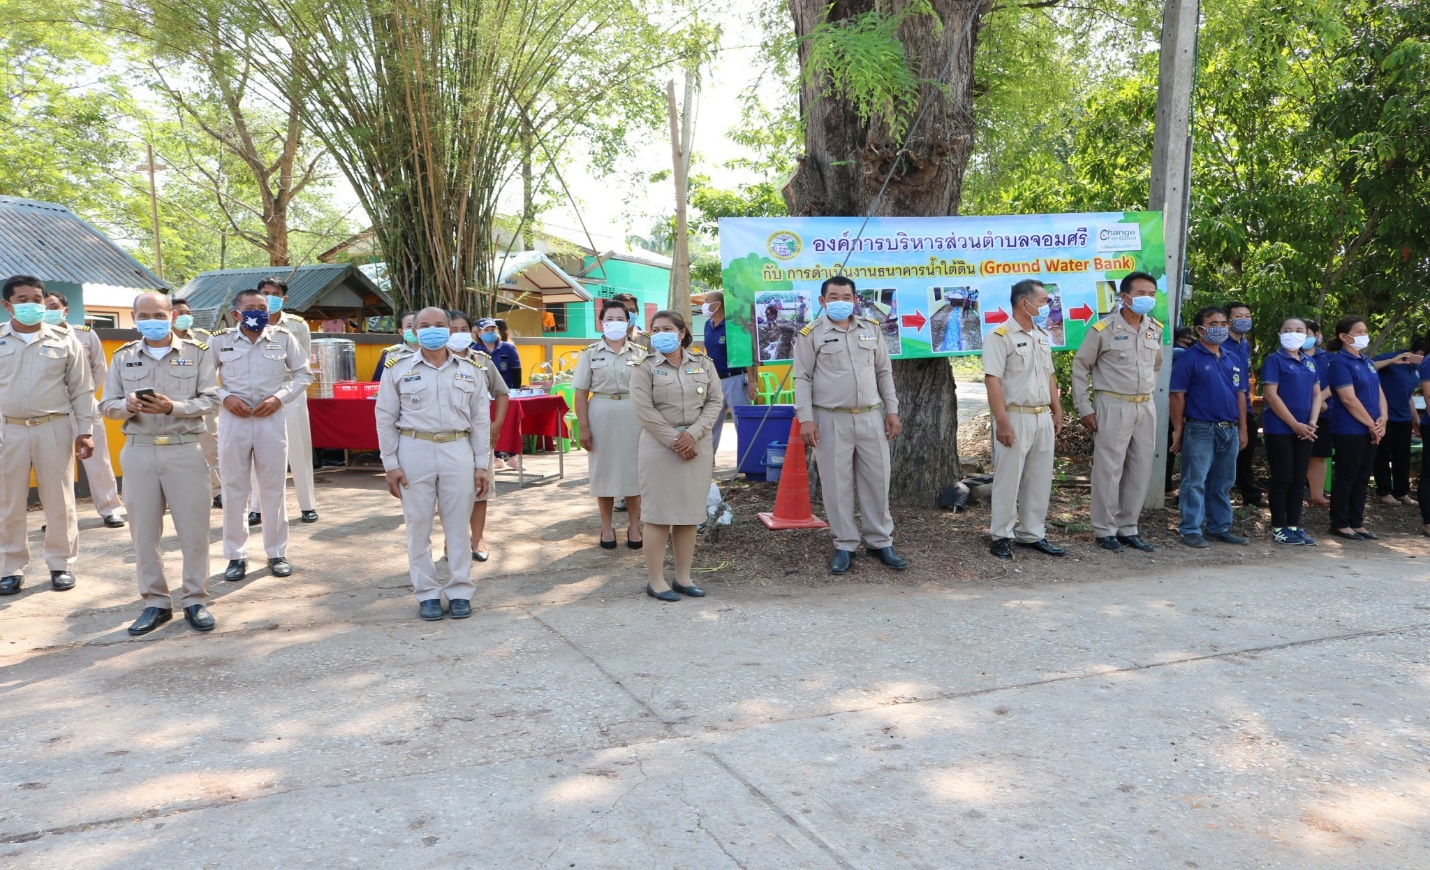 องค์การบริหารส่วนตำบลจอมศรี
Change
For Good
กับ การดำเนินงานธนาคารน้ำใต้ดิน (Ground Water Bank)